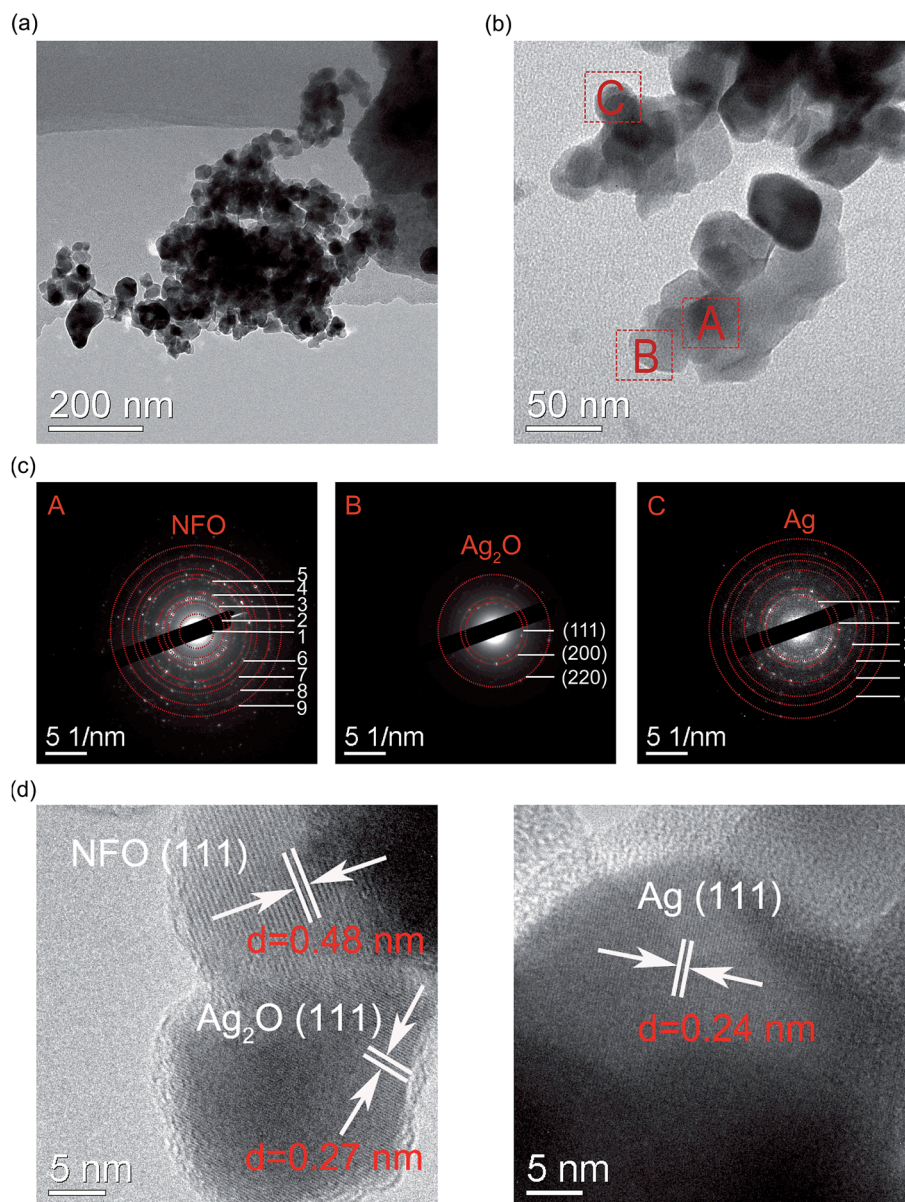 (a)
(b)
C
A
B
200 nm
50 nm
(c)
A
NFO
5
4
3
2
1
6
7
8
9
5 1/nm
B
Ag₂O
(111)
(200)
(220)
5 1/nm
C
Ag
5 1/nm
(d)
NFO (111)
d=0.48 nm
Ag₂O (111)
d=0.27 nm
5 nm
Ag (111)
d=0.24 nm
5 nm